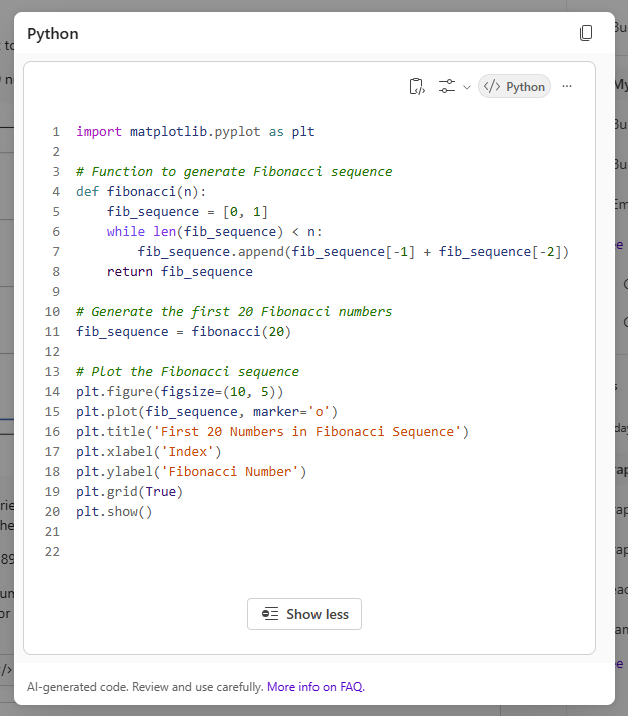 Python
Python
1 import matplotlib.pyplot as plt
2
3 # Function to generate Fibonacci sequence
4 def fibonacci(n):
5     fib_sequence = [0, 1]
6     while len(fib_sequence) < n:
7         fib_sequence.append(fib_sequence[-1] + fib_sequence[-2])
8     return fib_sequence
9
10 # Generate the first 20 Fibonacci numbers
11 fib_sequence = fibonacci(20)
12
13 # Plot the Fibonacci sequence
14 plt.figure(figsize=(10, 5))
15 plt.plot(fib_sequence, marker='o')
16 plt.title('First 20 Numbers in Fibonacci Sequence')
17 plt.xlabel('Index')
18 plt.ylabel('Fibonacci Number')
19 plt.grid(True)
20 plt.show()
21
22
Show less
AI-generated code. Review and use carefully. More info on FAQ.